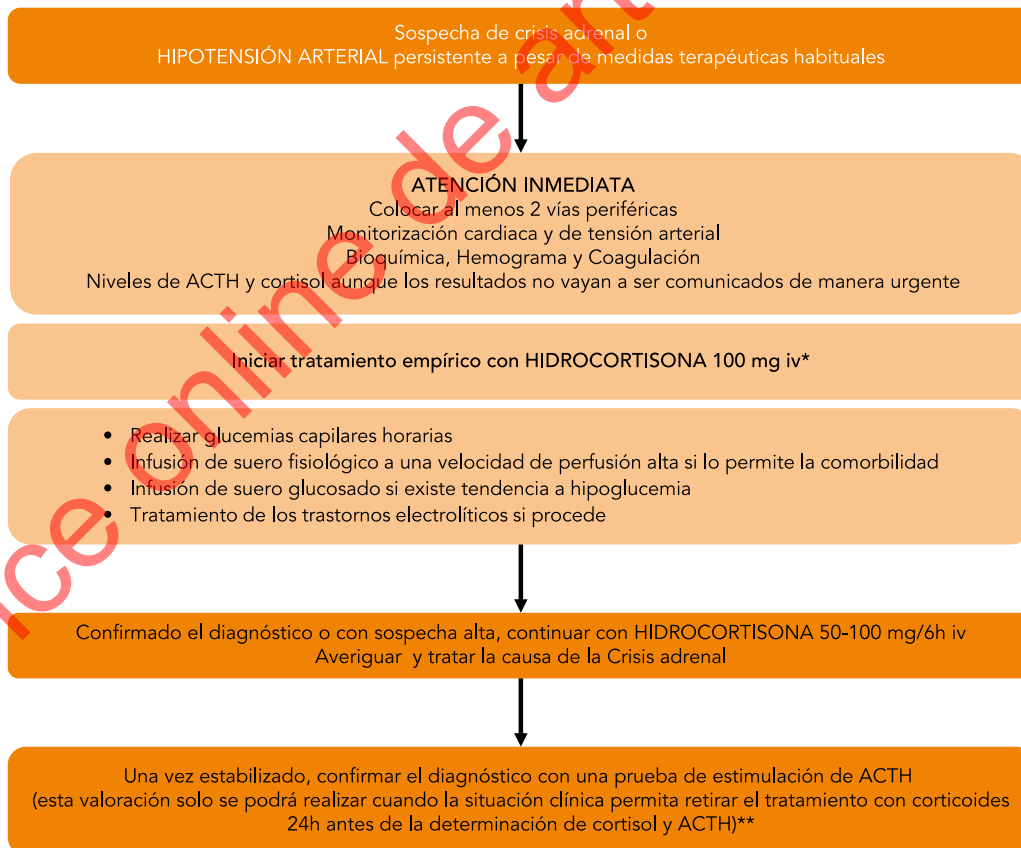 Sospecha de crisis adrenal o
HIPOTENSIÓN ARTERIAL persistente a pesar de medidas terapéuticas habituales
ATENCIÓN INMEDIATA
Colocar al menos 2 vías periféricas
Monitorización cardiaca y de tensión arterial
Bioquímica, Hemograma y Coagulación
Niveles de ACTH y cortisol aunque los resultados no vayan a ser comunicados de manera urgente
Iniciar tratamiento empírico con HIDROCORTISONA 100 mg iv*
• Realizar glucemias capilares horarias
• Infusión de suero fisiológico a una velocidad de perfusión alta si lo permite la comorbilidad
• Infusión de suero glucosado si existe tendencia a hipoglucemia
• Tratamiento de los trastornos electrolíticos si procede
Confirmado el diagnóstico o con sospecha alta, continuar con HIDROCORTISONA 50-100 mg/6h iv
Averiguar y tratar la causa de la Crisis adrenal
Una vez estabilizado, confirmar el diagnóstico con una prueba de estimulación de ACTH
(esta valoración solo se podrá realizar cuando la situación clínica permita retirar el tratamiento con corticoides
24h antes de la determinación de cortisol y ACTH)**
online de